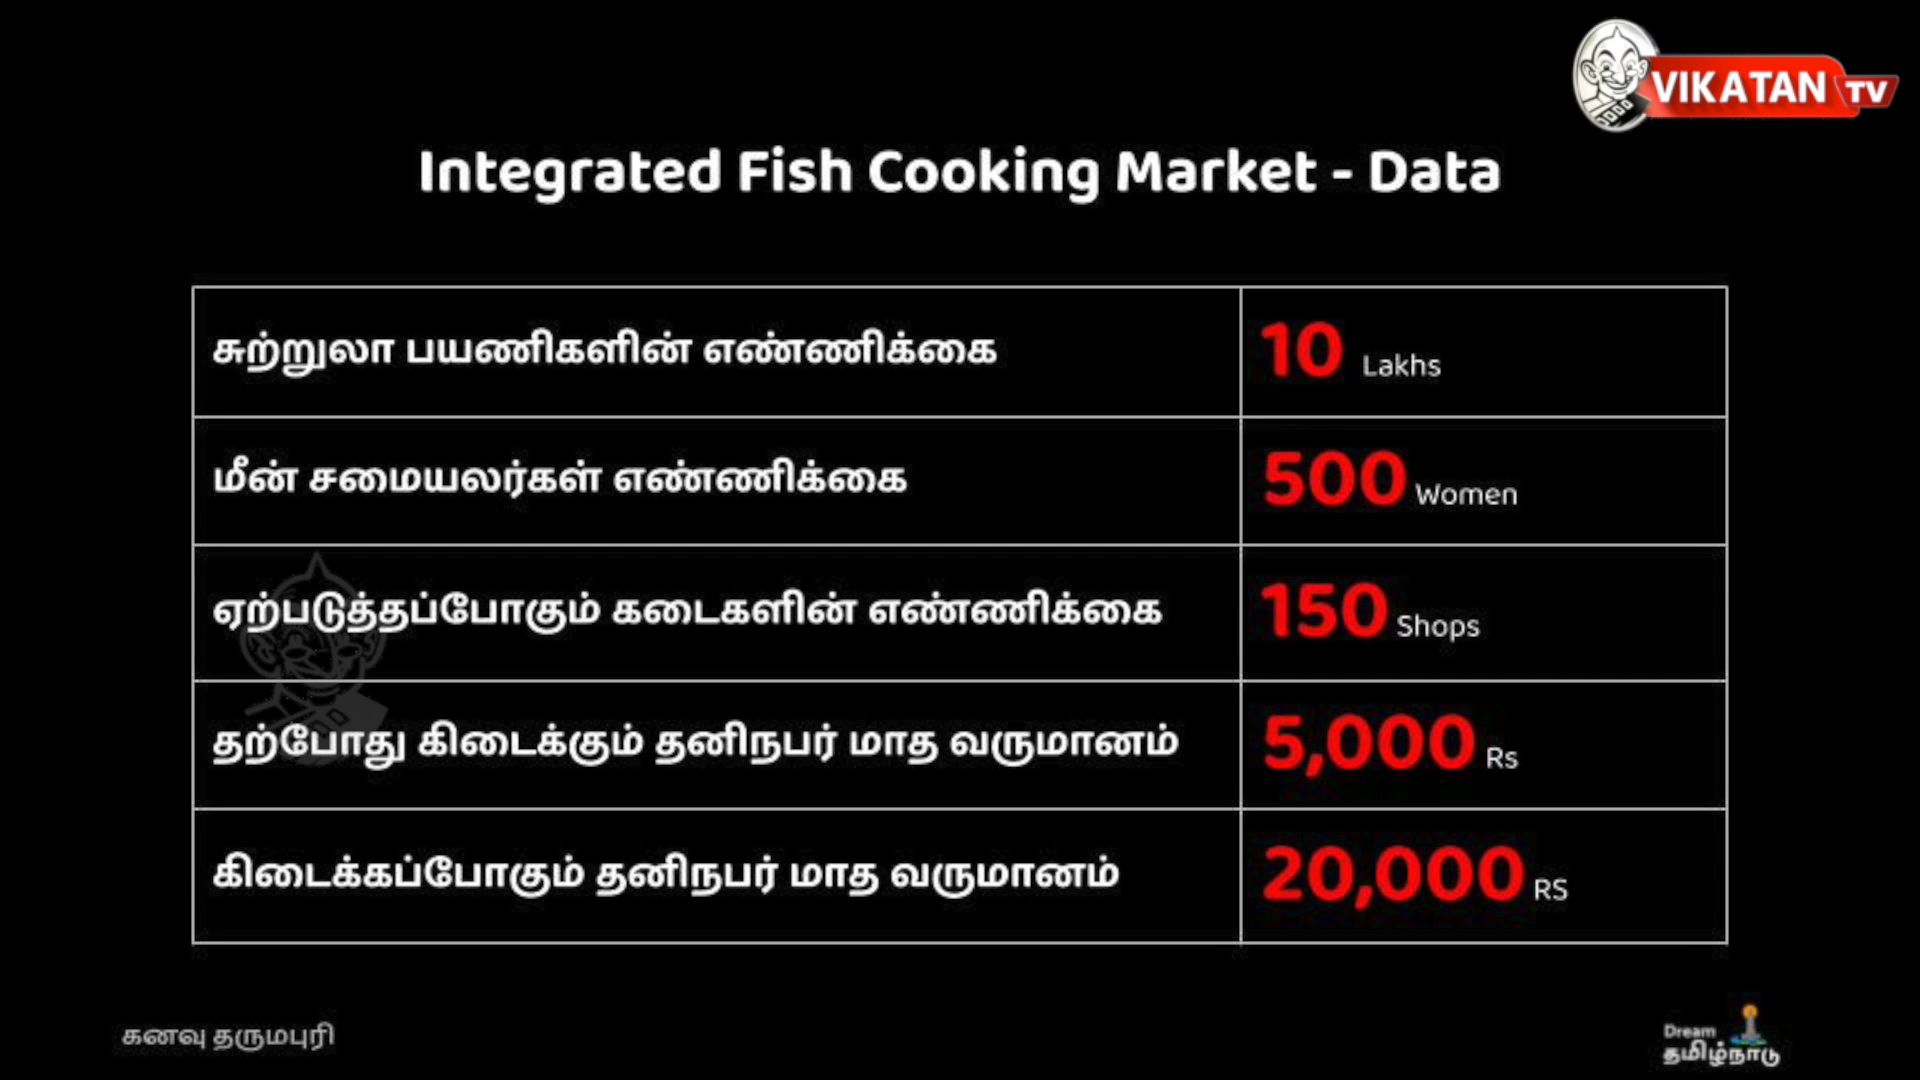 VIKATAN TV
Integrated Fish Cooking Market - Data
சுற்றுலா பயணிகளின் எண்ணிக்கை 10 Lakhs
மீன் சமையலர்கள் எண்ணிக்கை 500 Women
ஏற்படுத்தப்போகும் கடைகளின் எண்ணிக்கை 150 Shops
தற்போது கிடைக்கும் தனிநபர் மாத வருமானம் 5,000 Rs
கிடைக்கப்போகும் தனிநபர் மாத வருமானம் 20,000 RS
கனவு தருமபுரி
Dream
தமிழ்நாடு